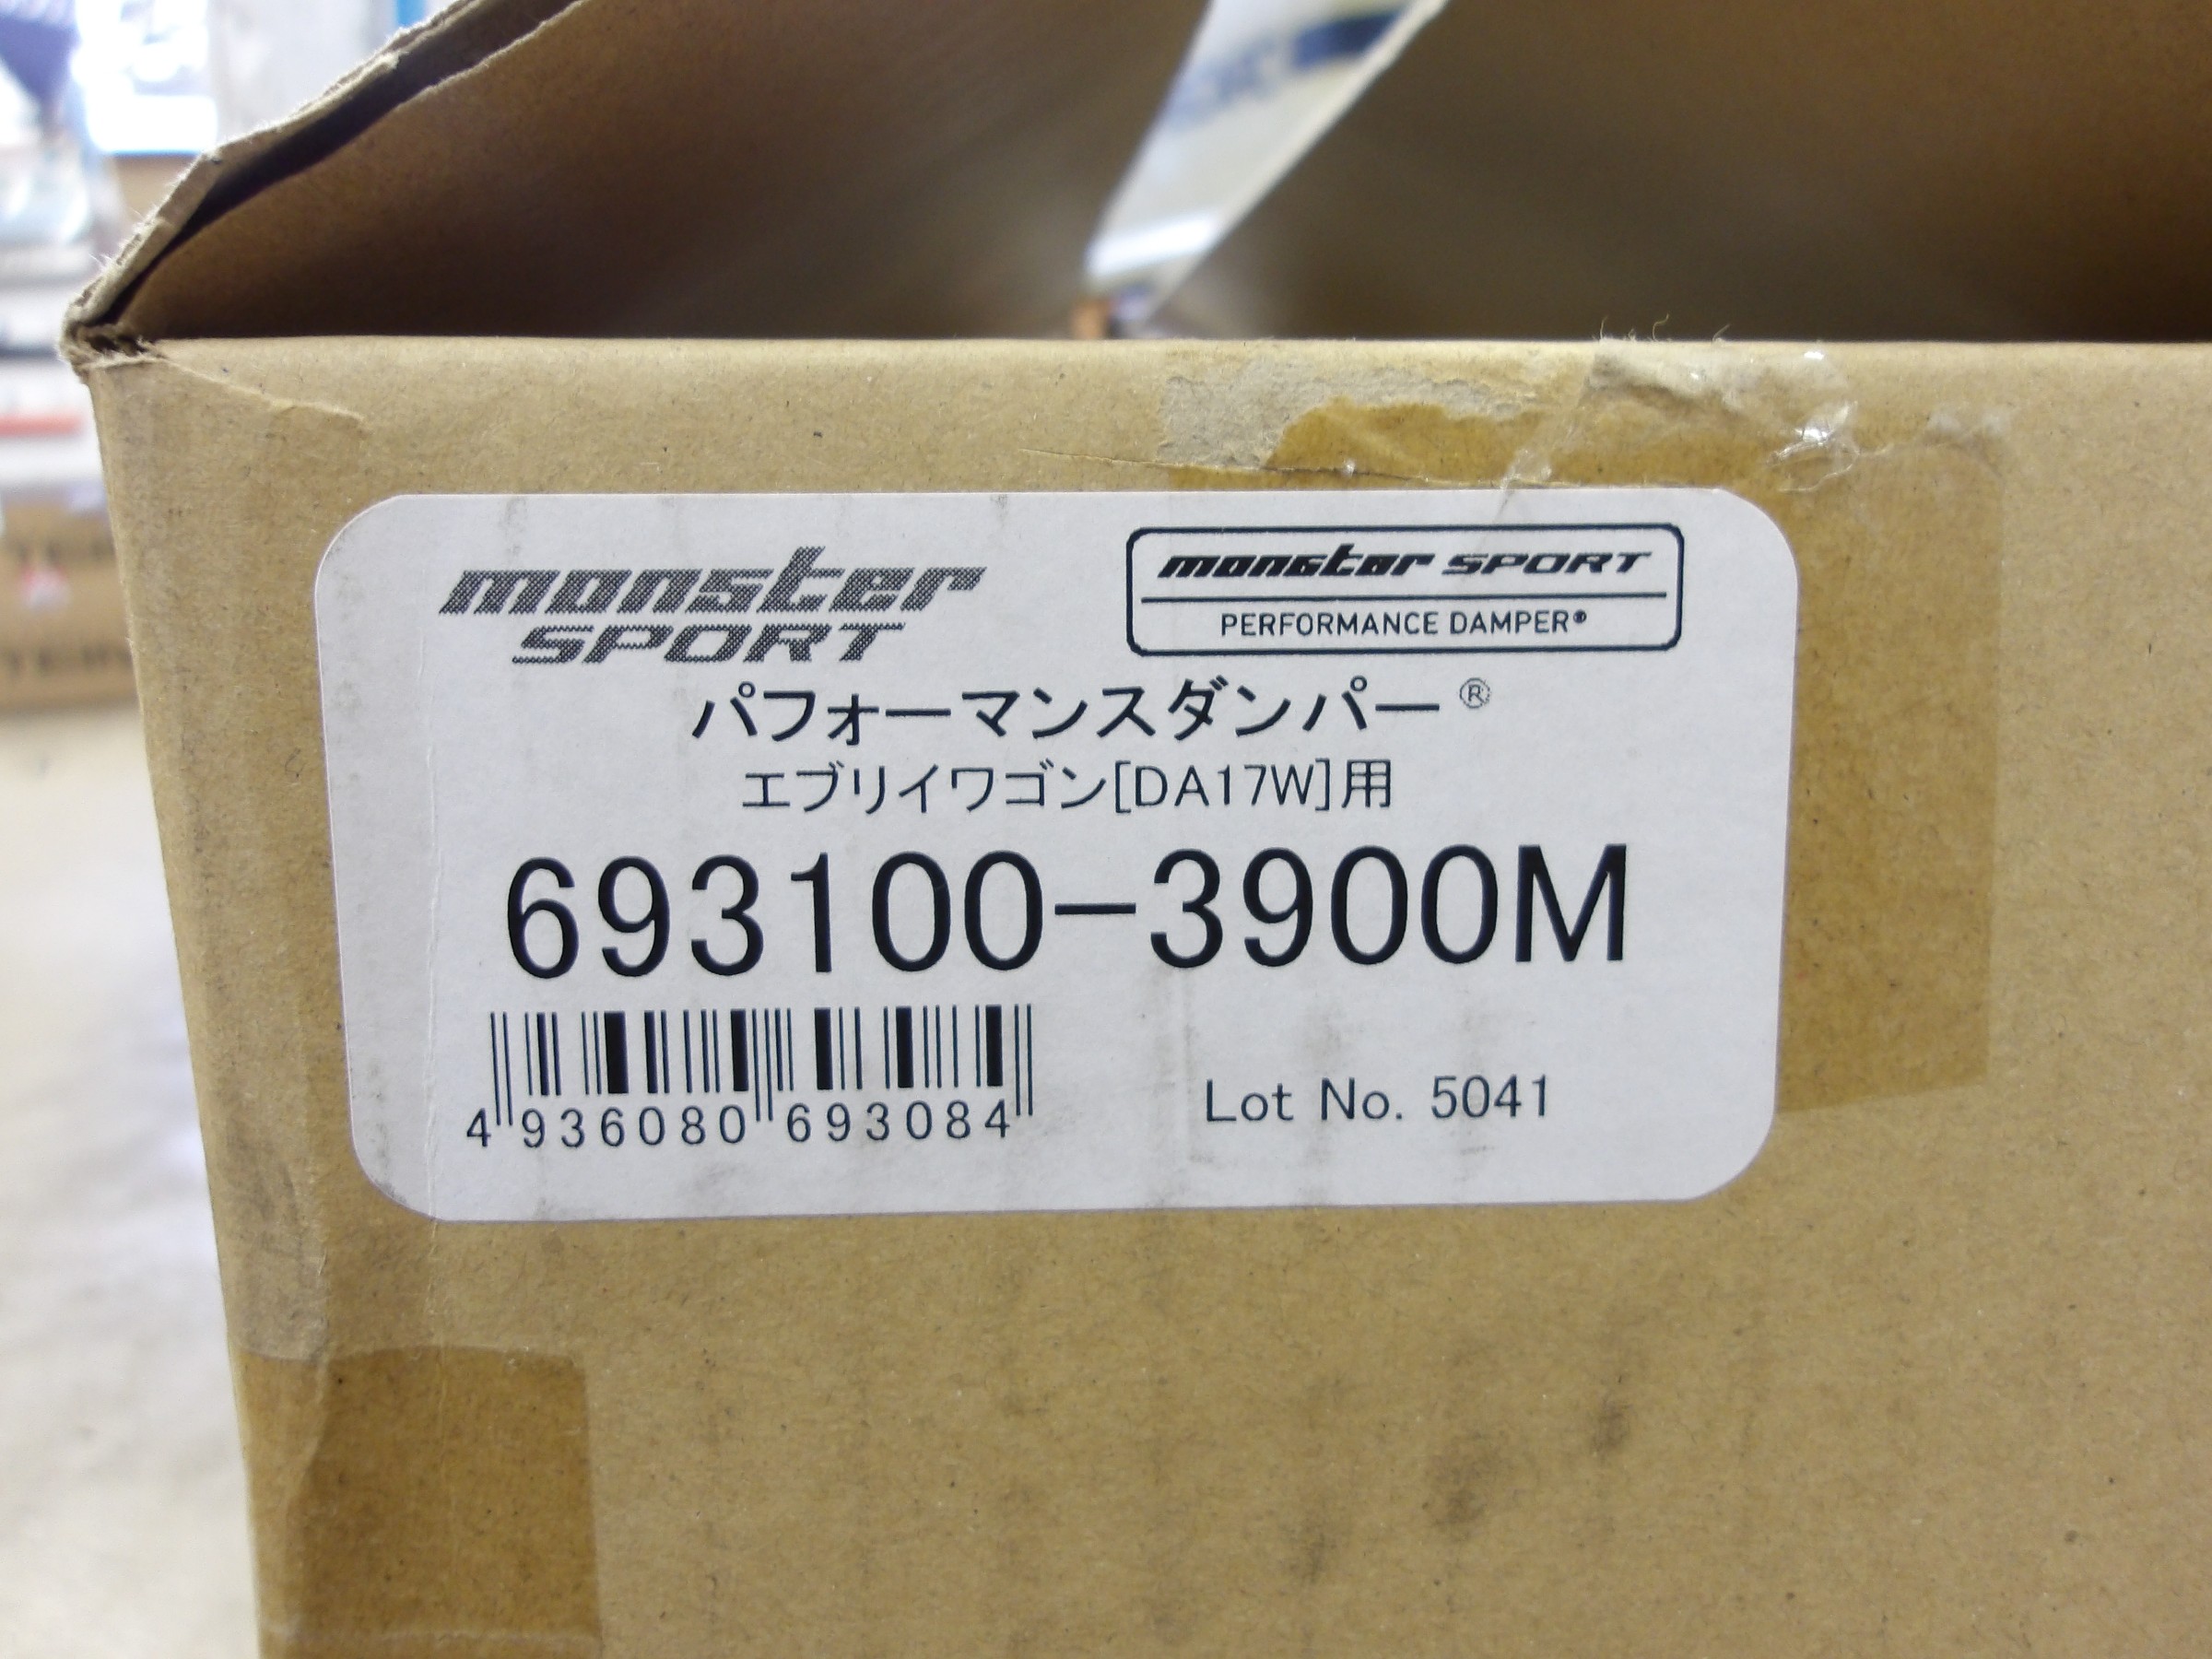 monster
SPORT
monster SPORT
PERFORMANCE DAMPER®
パフォーマンスダンパー®
エブリイワゴン[DA17W]用
693100-3900M
4 936080 693084
Lot No. 5041